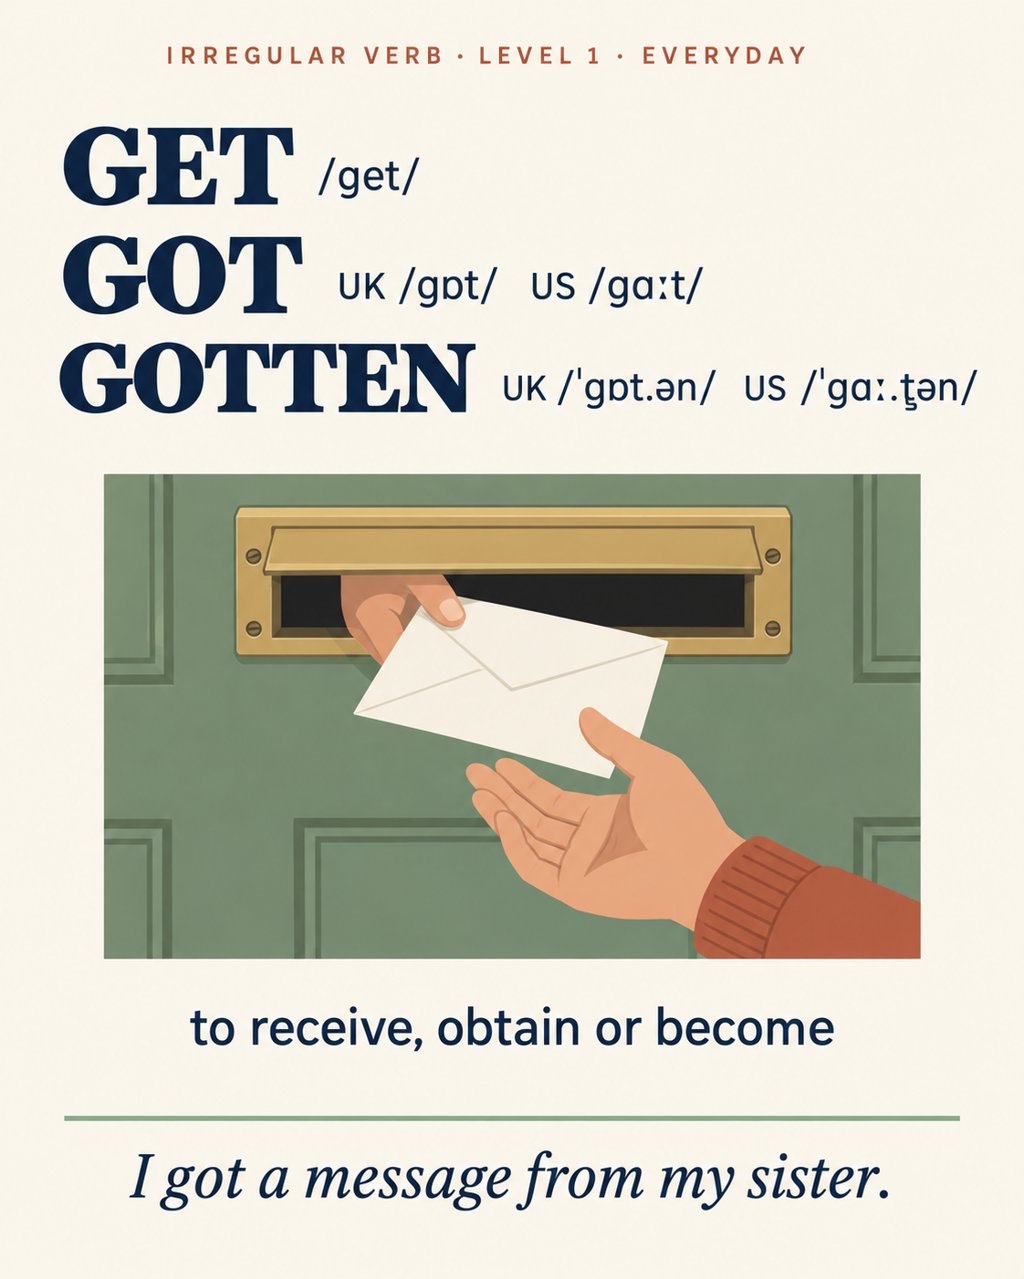 IRREGULAR VERB · LEVEL 1 · EVERYDAY
GET /get/
GOT UK /gɒt/ US /gɑːt/
GOTTEN UK /ˈgɒt.ən/ US /ˈgɑː.t̬ən/
to receive, obtain or become
I got a message from my sister.